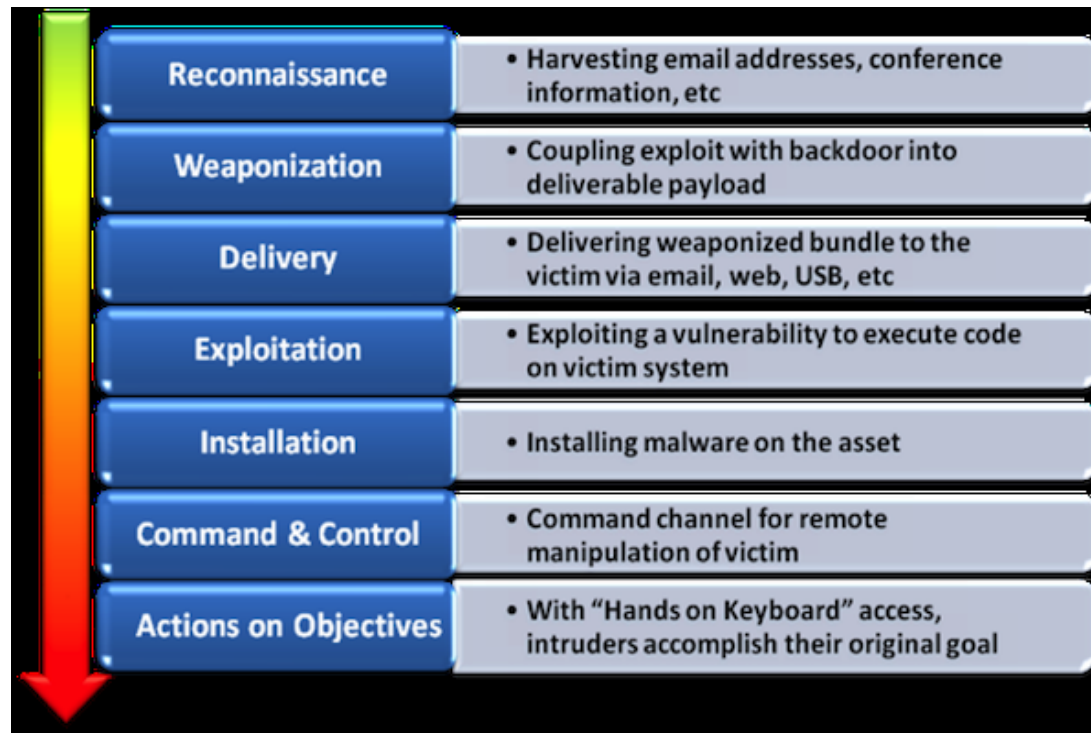 Reconnaissance
• Harvesting email addresses, conference
information, etc
Weaponization
• Coupling exploit with backdoor into
deliverable payload
Delivery
• Delivering weaponized bundle to the
victim via email, web, USB, etc
Exploitation
• Exploiting a vulnerability to execute code
on victim system
Installation
• Installing malware on the asset
Command & Control
• Command channel for remote
manipulation of victim
Actions on Objectives
• With “Hands on Keyboard” access,
intruders accomplish their original goal